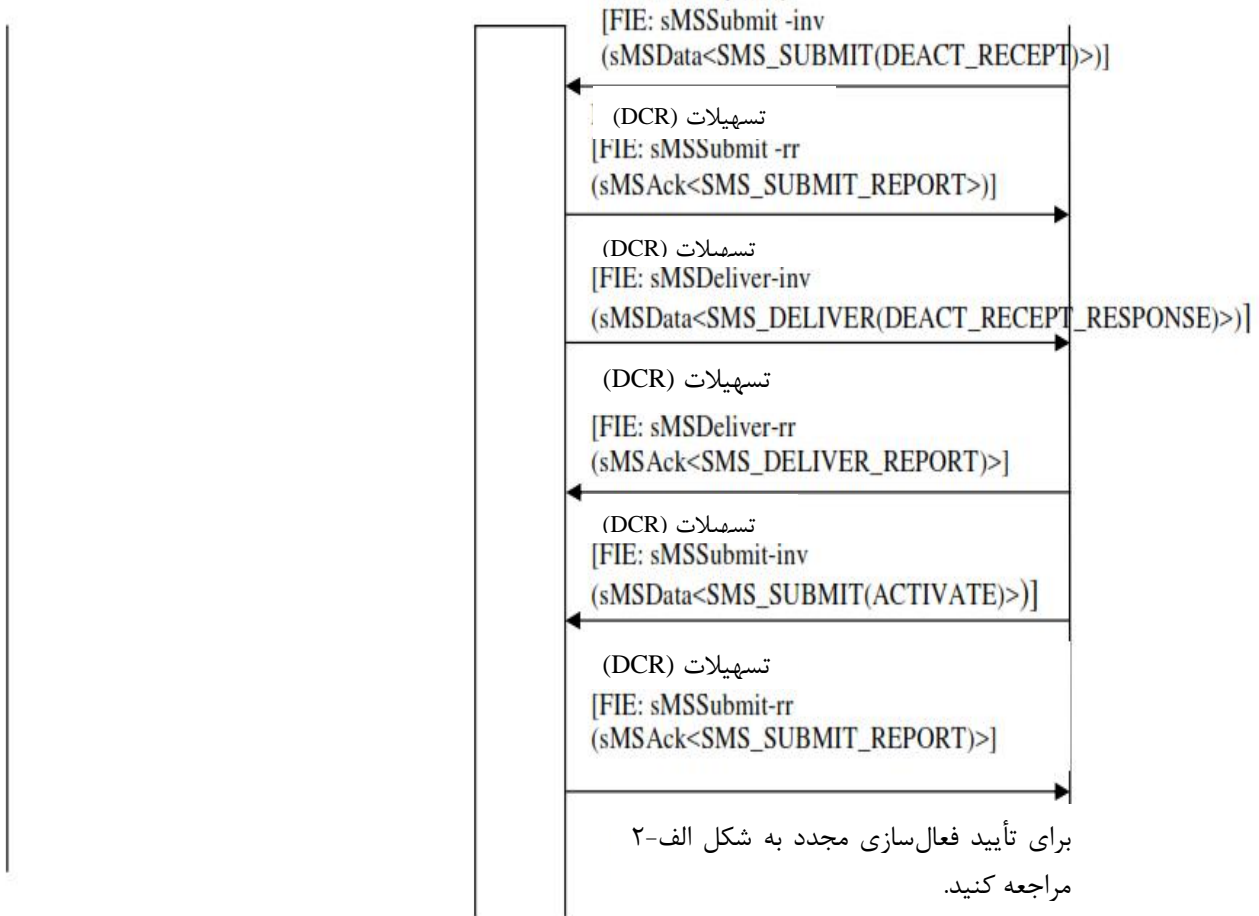 [FIE: sMSSubmit -inv
(sMSData<SMS_SUBMIT(DEACT_RECEPT)>)]
تسهیلات (DCR)
[FIE: sMSSubmit -rr
(sMSAck<SMS_SUBMIT_REPORT>)]
تسهیلات (DCR)
[FIE: sMSDeliver-inv
(sMSData<SMS_DELIVER(DEACT_RECEPT_RESPONSE)>)]
تسهیلات (DCR)
[FIE: sMSDeliver-rr
(sMSAck<SMS_DELIVER_REPORT)>]
تسهیلات (DCR)
[FIE: sMSSubmit-inv
(sMSData<SMS_SUBMIT(ACTIVATE)>)]
تسهیلات (DCR)
[FIE: sMSSubmit-rr
(sMSAck<SMS_SUBMIT_REPORT)>]
برای تأیید فعال‌سازی مجدد به شکل الف-۲
مراجعه کنید.